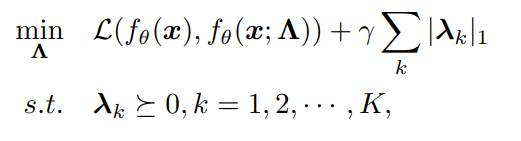 min_Λ ℒ(f_θ(x), f_θ(x; Λ)) + γ ∑_k |λ_k|_1
s.t. λ_k ⪰ 0, k = 1, 2, ⋯ , K,